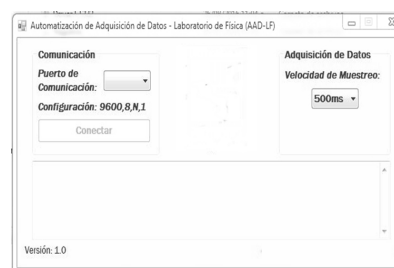 Automatización de Adquisición de Datos - Laboratorio de Física (AAD-LF)
Comunicación
Puerto de
Comunicación:
Configuración: 9600,8,N,1
Conectar
Adquisición de Datos
Velocidad de Muestreo:
500ms
Versión: 1.0